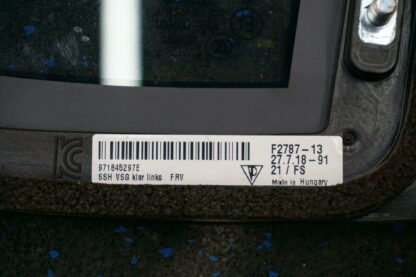 971845297E
SSH VSG klar links FRV
F2787-13
27.7.18-91
21/FS
Made in Hungary